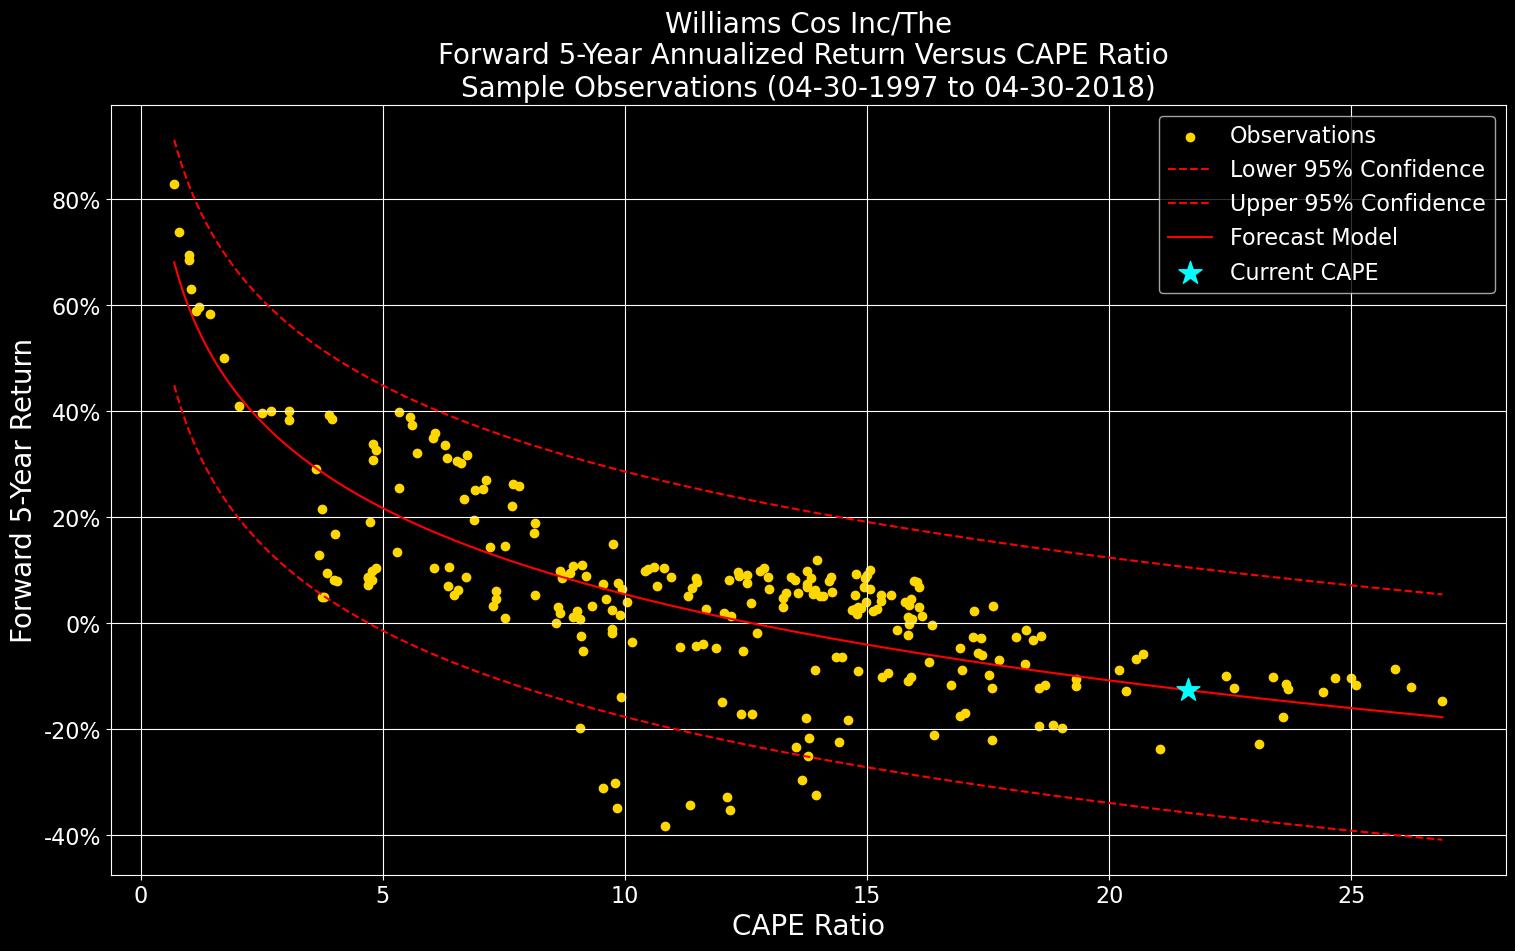 Williams Cos Inc/The
Forward 5-Year Annualized Return Versus CAPE Ratio
Sample Observations (04-30-1997 to 04-30-2018)
Observations
Lower 95% Confidence
Upper 95% Confidence
Forecast Model
Current CAPE
Forward 5-Year Return
80%
60%
40%
20%
0%
-20%
-40%
0 5 10 15 20 25
CAPE Ratio